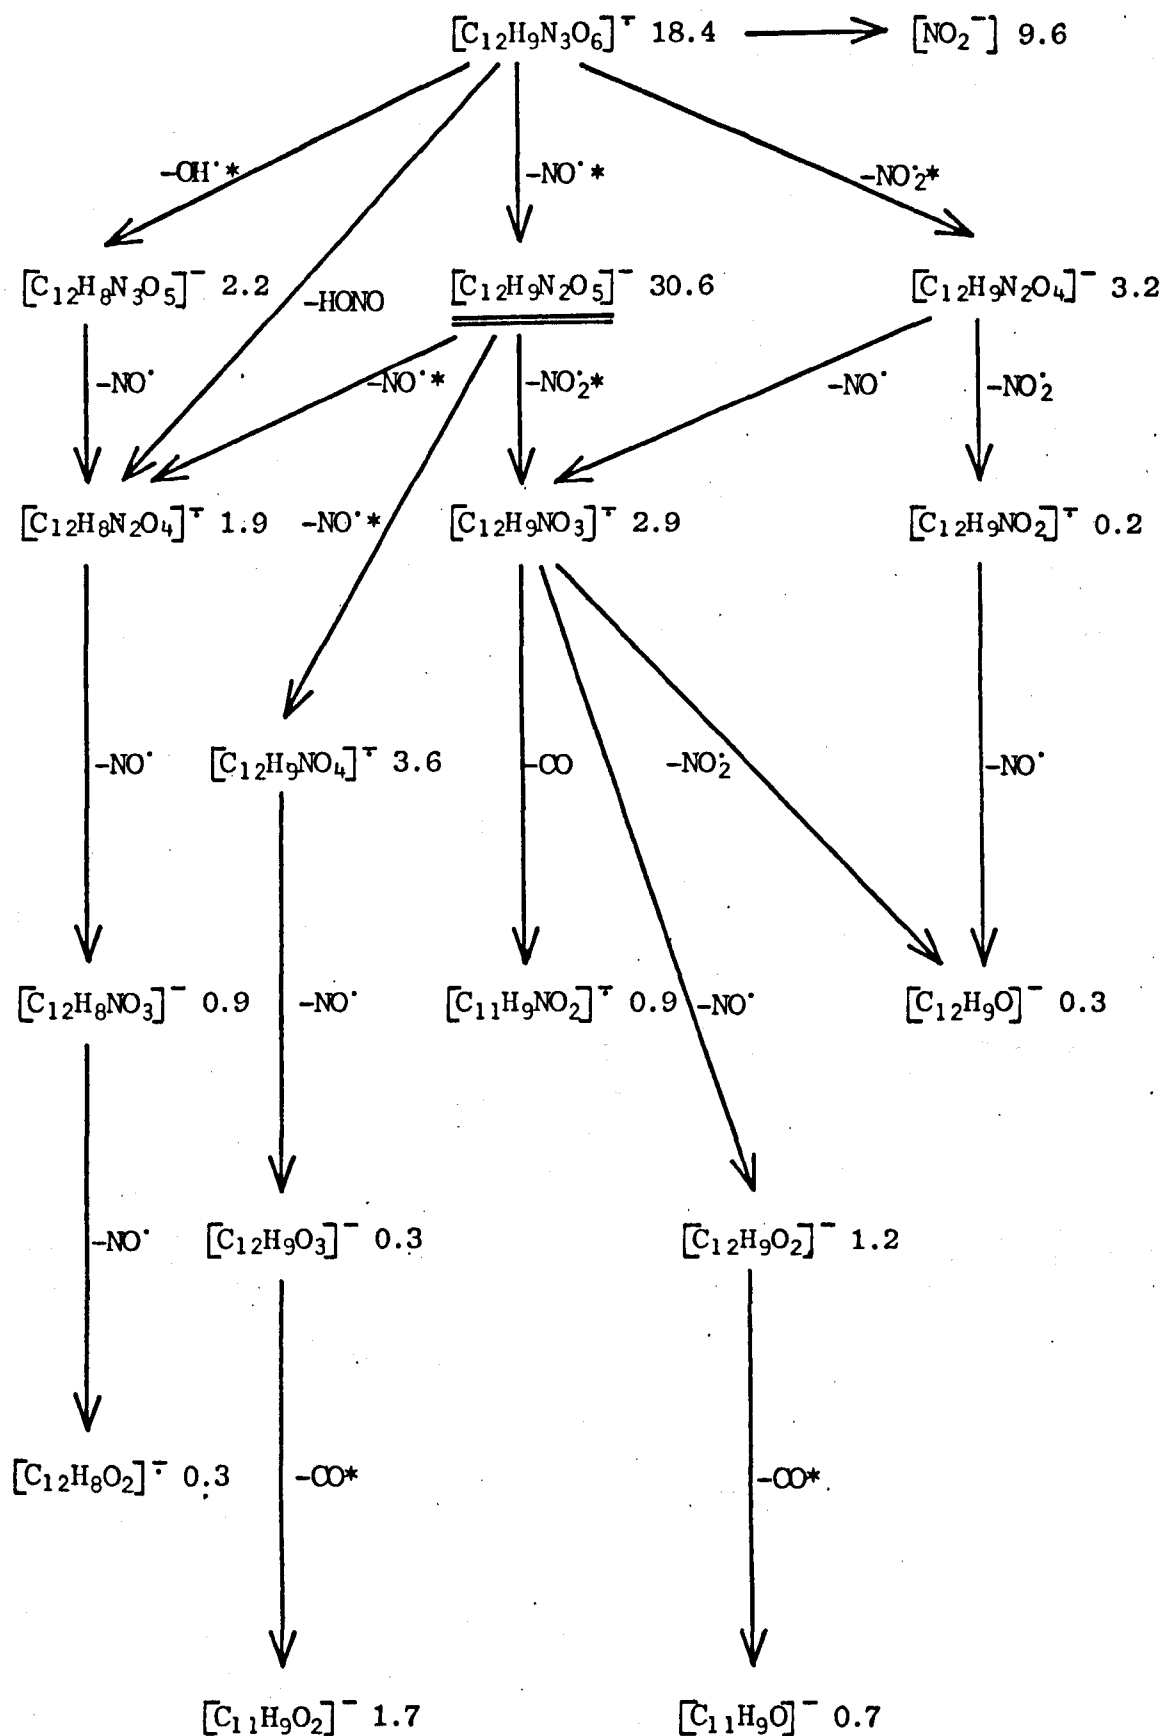 [C₁₂H₉N₃O₆]⁻· 18.4 [NO₂⁻] 9.6
-OH·* -NO·* -NO₂·*
[C₁₂H₈N₃O₅]⁻ 2.2 -HONO [C₁₂H₉N₂O₅]⁻ 30.6 [C₁₂H₉N₂O₄]⁻ 3.2
-NO· -NO·* -NO₂·* -NO· -NO₂·
[C₁₂H₈N₂O₄]⁻· 1.9 -NO·* [C₁₂H₉NO₃]⁻· 2.9 [C₁₂H₉NO₂]⁻· 0.2
-NO· [C₁₂H₉NO₄]⁻· 3.6 -CO -NO₂· -NO·
[C₁₂H₈NO₃]⁻ 0.9 -NO· [C₁₁H₉NO₂]⁻· 0.9 -NO· [C₁₂H₉O]⁻ 0.3
-NO· [C₁₂H₉O₃]⁻ 0.3 [C₁₂H₉O₂]⁻ 1.2
[C₁₂H₈O₂]⁻· 0.3 -CO* -CO*
[C₁₁H₉O₂]⁻ 1.7 [C₁₁H₉O]⁻ 0.7